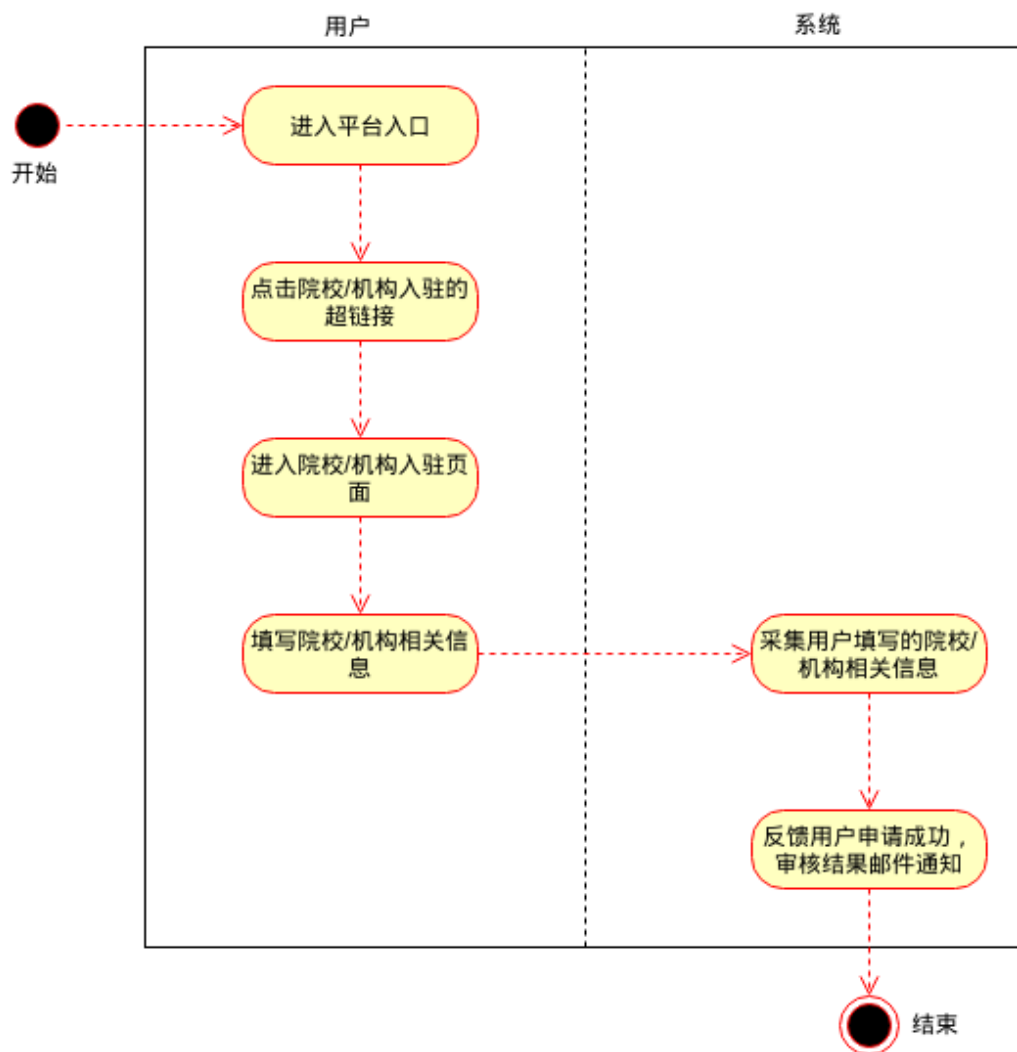 用户
系统
进入平台入口
开始
点击院校/机构入驻的
超链接
进入院校/机构入驻页
面
填写院校/机构相关信
息
采集用户填写的院校/
机构相关信息
反馈用户申请成功，
审核结果邮件通知
结束